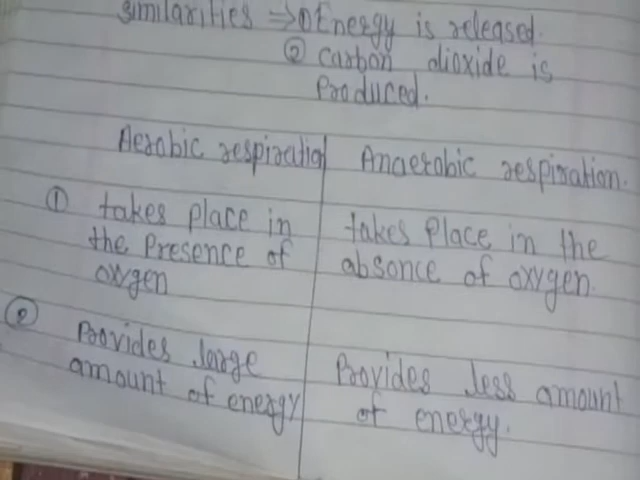 similarities ⇒ ① Energy is released.
② carbon dioxide is
Produced.
Aerobic respiration Anaerobic respiration.
① takes place in
the Presence of
oxygen
takes Place in the
absonce of oxygen.
② Provides large
amount of energy
Provides less amount
of energy.